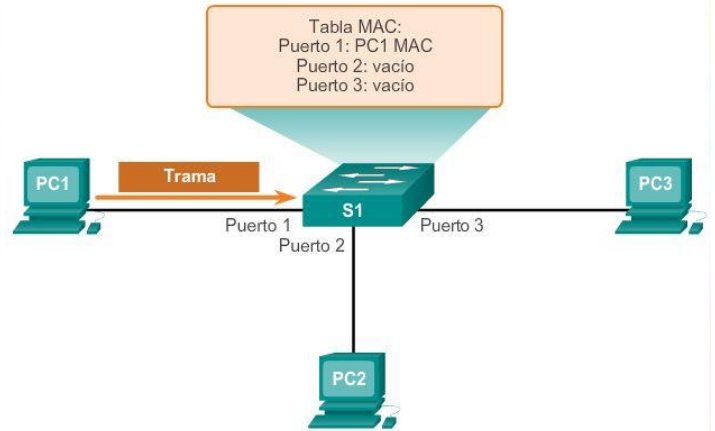 Tabla MAC:
Puerto 1: PC1 MAC
Puerto 2: vacío
Puerto 3: vacío
PC1
Trama
S1
PC3
Puerto 1
Puerto 3
Puerto 2
PC2